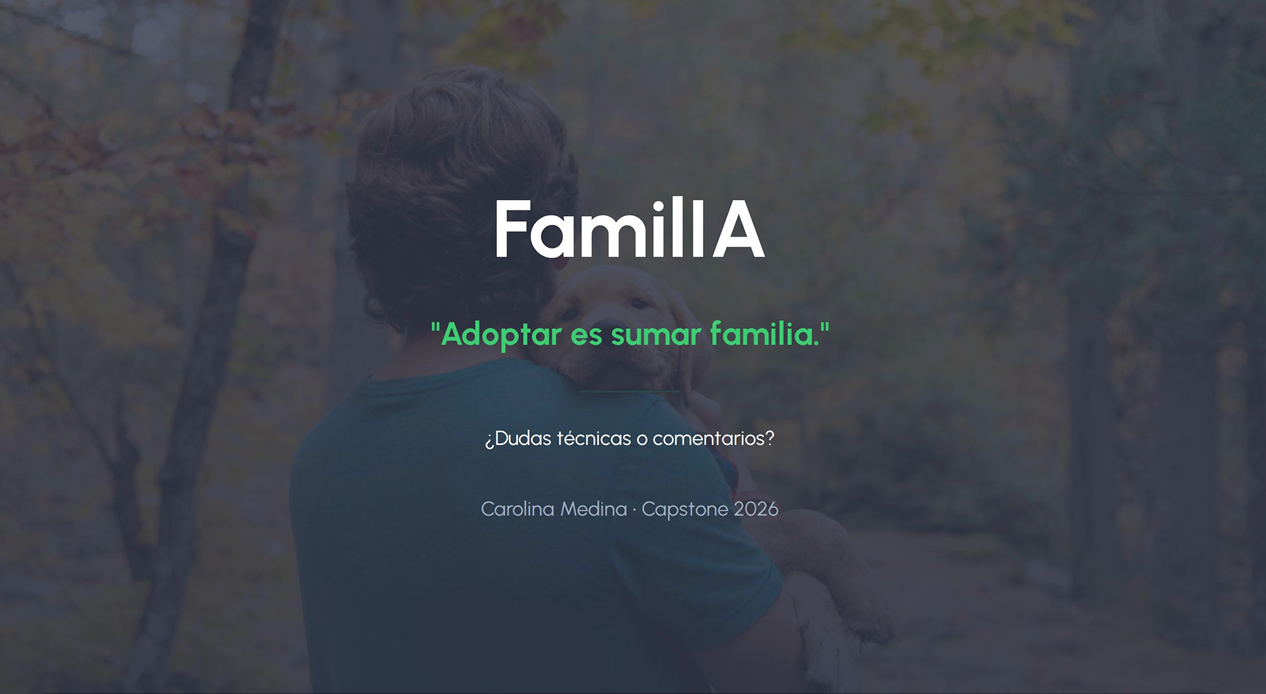 FamilIA
"Adoptar es sumar familia."
¿Dudas técnicas o comentarios?
Carolina Medina · Capstone 2026